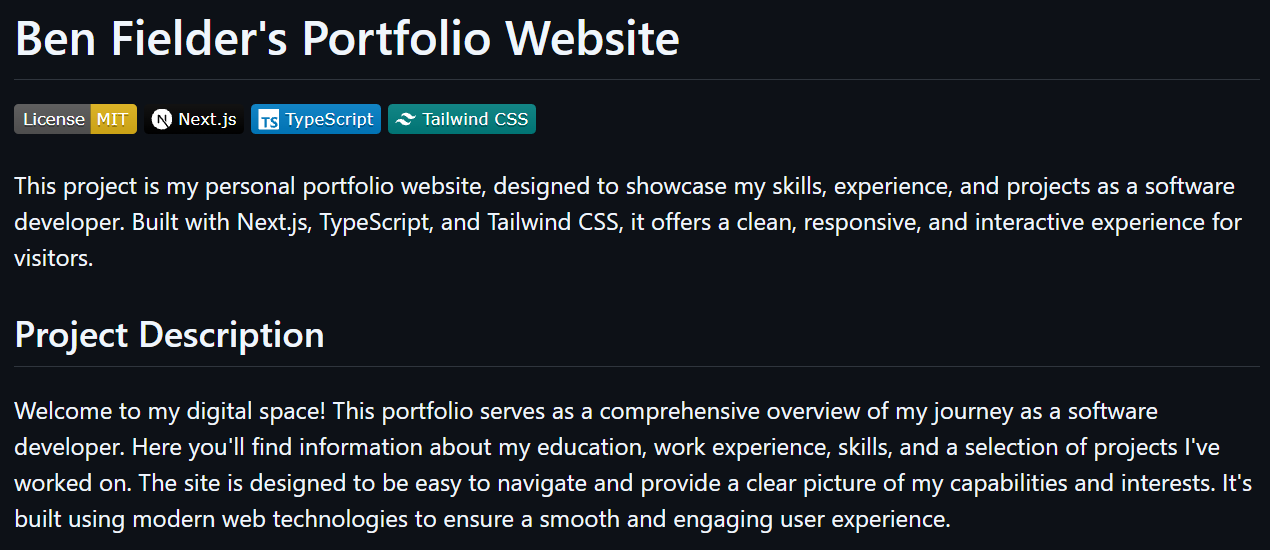 Ben Fielder's Portfolio Website
License MIT Next.js TS TypeScript Tailwind CSS
This project is my personal portfolio website, designed to showcase my skills, experience, and projects as a software
developer. Built with Next.js, TypeScript, and Tailwind CSS, it offers a clean, responsive, and interactive experience for
visitors.
Project Description
Welcome to my digital space! This portfolio serves as a comprehensive overview of my journey as a software
developer. Here you'll find information about my education, work experience, skills, and a selection of projects I've
worked on. The site is designed to be easy to navigate and provide a clear picture of my capabilities and interests. It's
built using modern web technologies to ensure a smooth and engaging user experience.